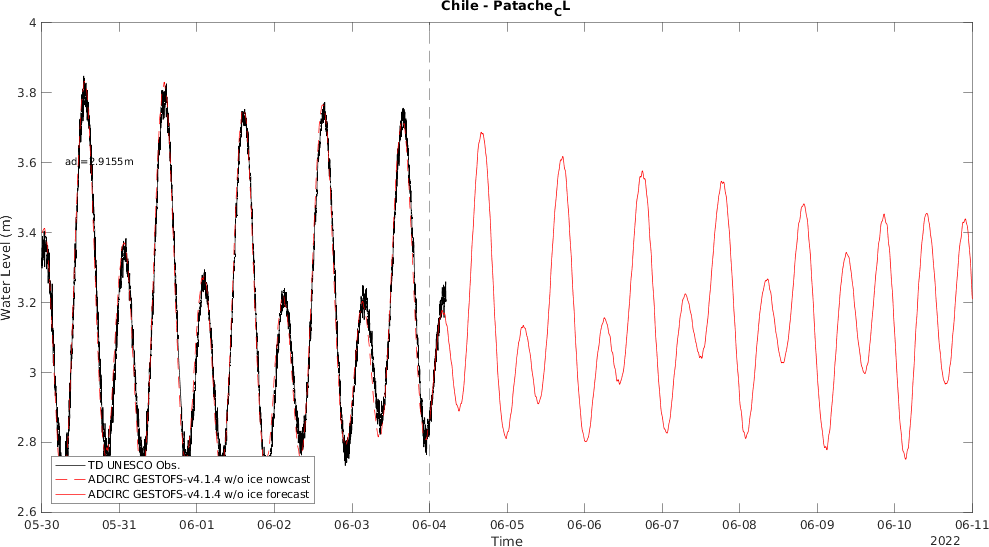 Chile - Patache_CL
4
3.8
3.6
3.4
3.2
3
2.8
2.6
Water Level (m)
adj=2.9155m
TD UNESCO Obs.
ADCIRC GESTOFS-v4.1.4 w/o ice nowcast
ADCIRC GESTOFS-v4.1.4 w/o ice forecast
05-30 05-31 06-01 06-02 06-03 06-04 06-05 06-06 06-07 06-08 06-09 06-10 06-11
Time
2022